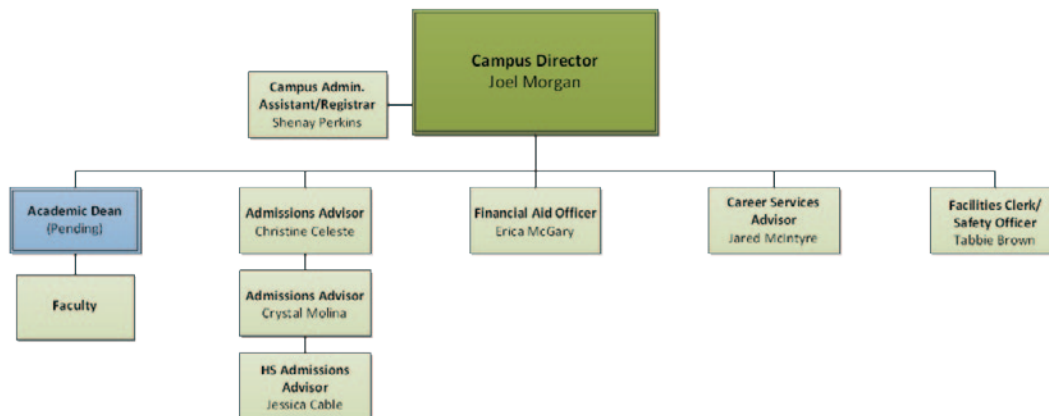 Campus Director
Joel Morgan
Campus Admin.
Assistant/Registrar
Shenay Perkins
Academic Dean
(Pending)
Admissions Advisor
Christine Celeste
Financial Aid Officer
Erica McGary
Career Services
Advisor
Jared McIntyre
Facilities Clerk/
Safety Officer
Tabbie Brown
Faculty
Admissions Advisor
Crystal Molina
HS Admissions
Advisor
Jessica Cable